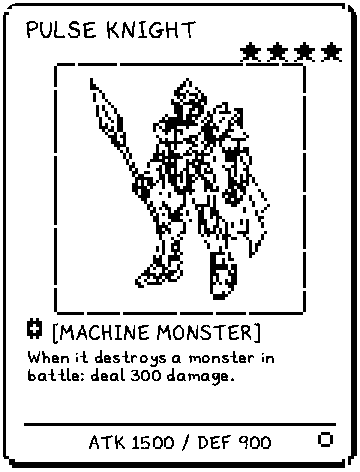 PULSE KNIGHT
[MACHINE MONSTER]
When it destroys a monster in
battle: deal 300 damage.
ATK 1500 / DEF 900